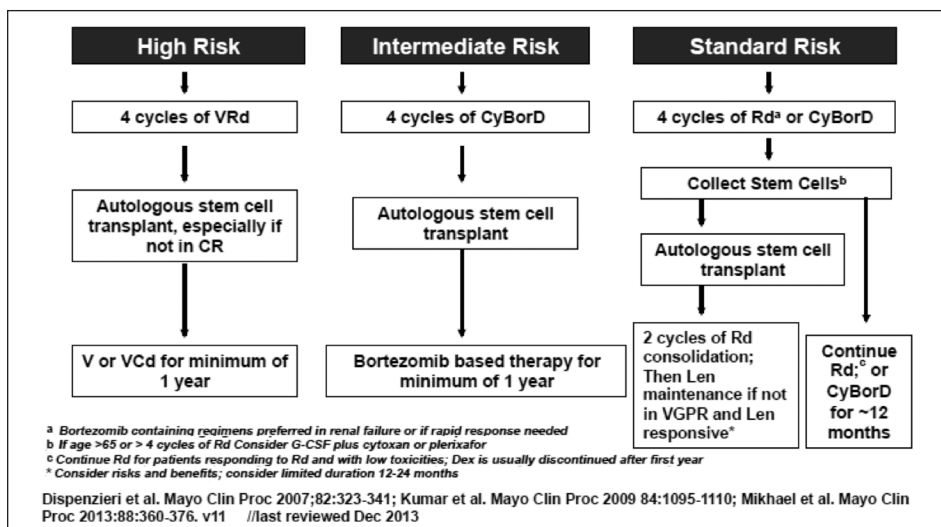 High Risk
4 cycles of VRd
Autologous stem cell
transplant, especially if
not in CR
V or VCd for minimum of
1 year
Intermediate Risk
4 cycles of CyBorD
Autologous stem cell
transplant
Bortezomib based therapy for
minimum of 1 year
Standard Risk
4 cycles of Rdᵃ or CyBorD
Collect Stem Cellsᵇ
Autologous stem cell
transplant
2 cycles of Rd
consolidation;
Then Len
maintenance if not
in VGPR and Len
responsive*
Continue
Rd;ᶜ or
CyBorD
for ~12
months
a Bortezomib containing regimens preferred in renal failure or if rapid response needed
b If age >65 or > 4 cycles of Rd Consider G-CSF plus cytoxan or plerixafor
c Continue Rd for patients responding to Rd and with low toxicities; Dex is usually discontinued after first year
* Consider risks and benefits; consider limited duration 12-24 months
Dispenzieri et al. Mayo Clin Proc 2007;82:323-341; Kumar et al. Mayo Clin Proc 2009 84:1095-1110; Mikhael et al. Mayo Clin
Proc 2013:88:360-376. v11 //last reviewed Dec 2013